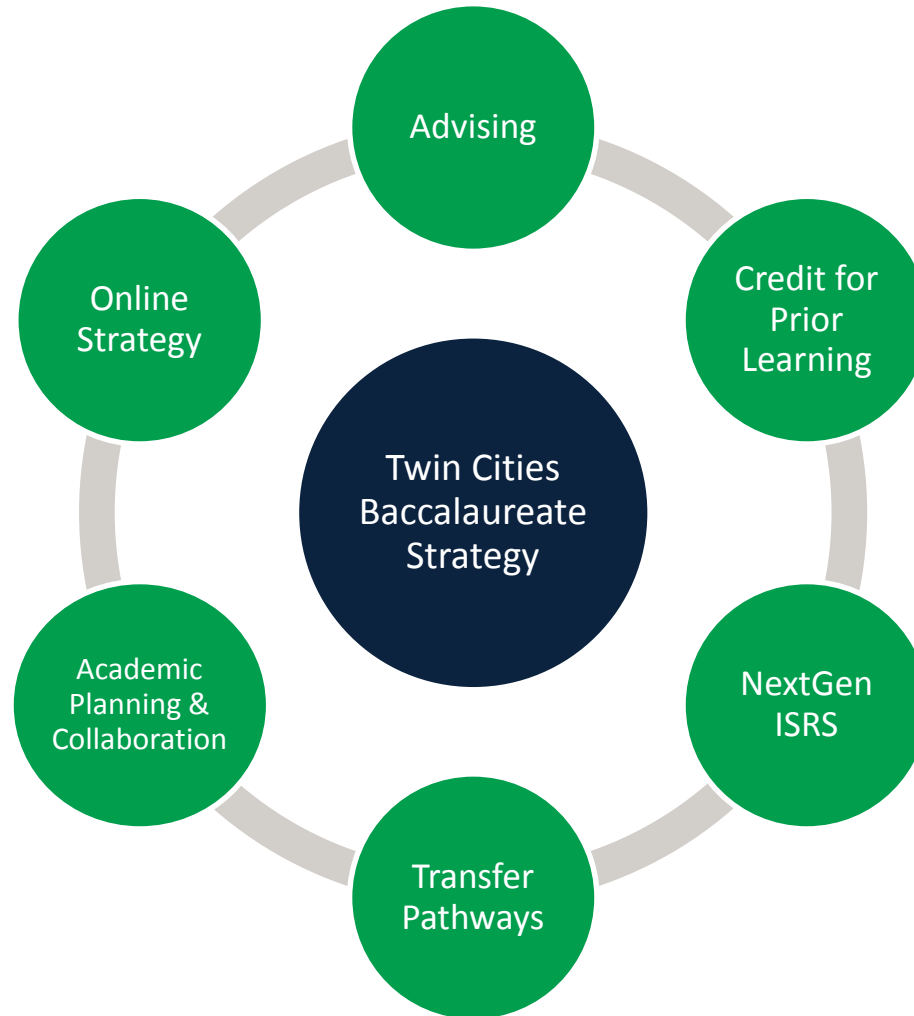 Advising
Credit for
Prior
Learning
NextGen
ISRS
Transfer
Pathways
Academic
Planning &
Collaboration
Online
Strategy
Twin Cities
Baccalaureate
Strategy